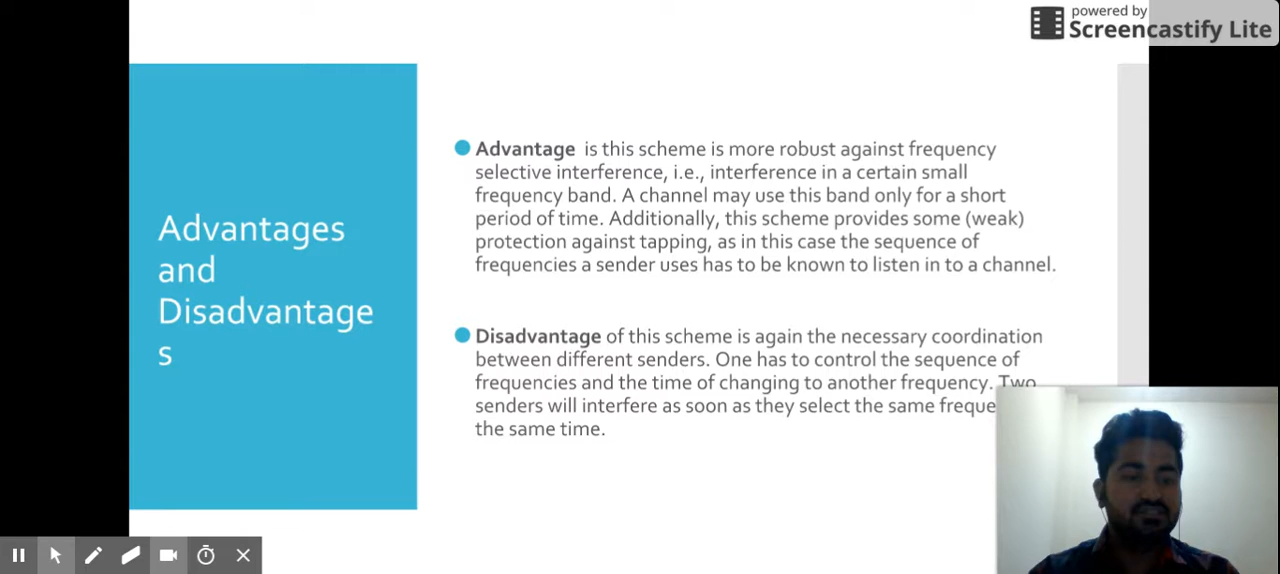 powered by
Screencastify Lite
Advantages
and
Disadvantage
s
Advantage is this scheme is more robust against frequency
selective interference, i.e., interference in a certain small
frequency band. A channel may use this band only for a short
period of time. Additionally, this scheme provides some (weak)
protection against tapping, as in this case the sequence of
frequencies a sender uses has to be known to listen in to a channel.
Disadvantage of this scheme is again the necessary coordination
between different senders. One has to control the sequence of
frequencies and the time of changing to another frequency. Two
senders will interfere as soon as they select the same freque
the same time.